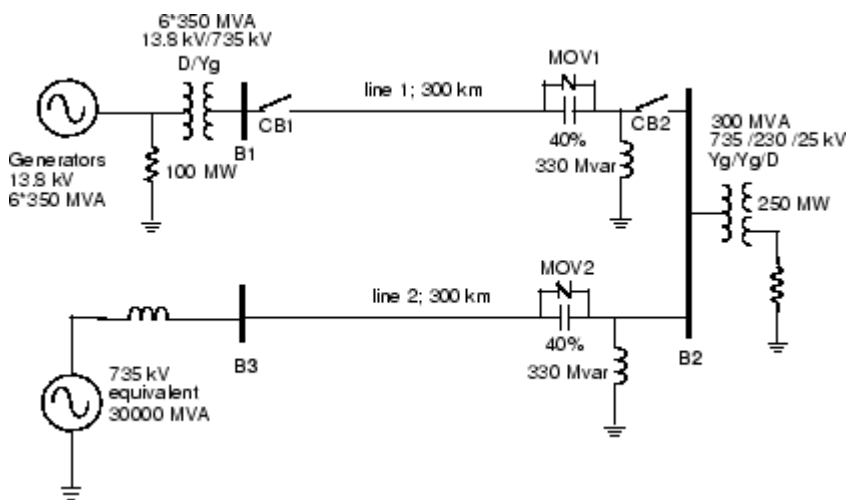 6*350 MVA
13.8 kV/735 kV
D/Yg
Generators
13.8 kV
6*350 MVA
100 MW
B1
CB1
line 1; 300 km
MOV1
40%
330 Mvar
CB2
300 MVA
735 /230 /25 kV
Yg/Yg/D
250 MW
735 kV
equivalent
30000 MVA
B3
line 2; 300 km
MOV2
40%
330 Mvar
B2